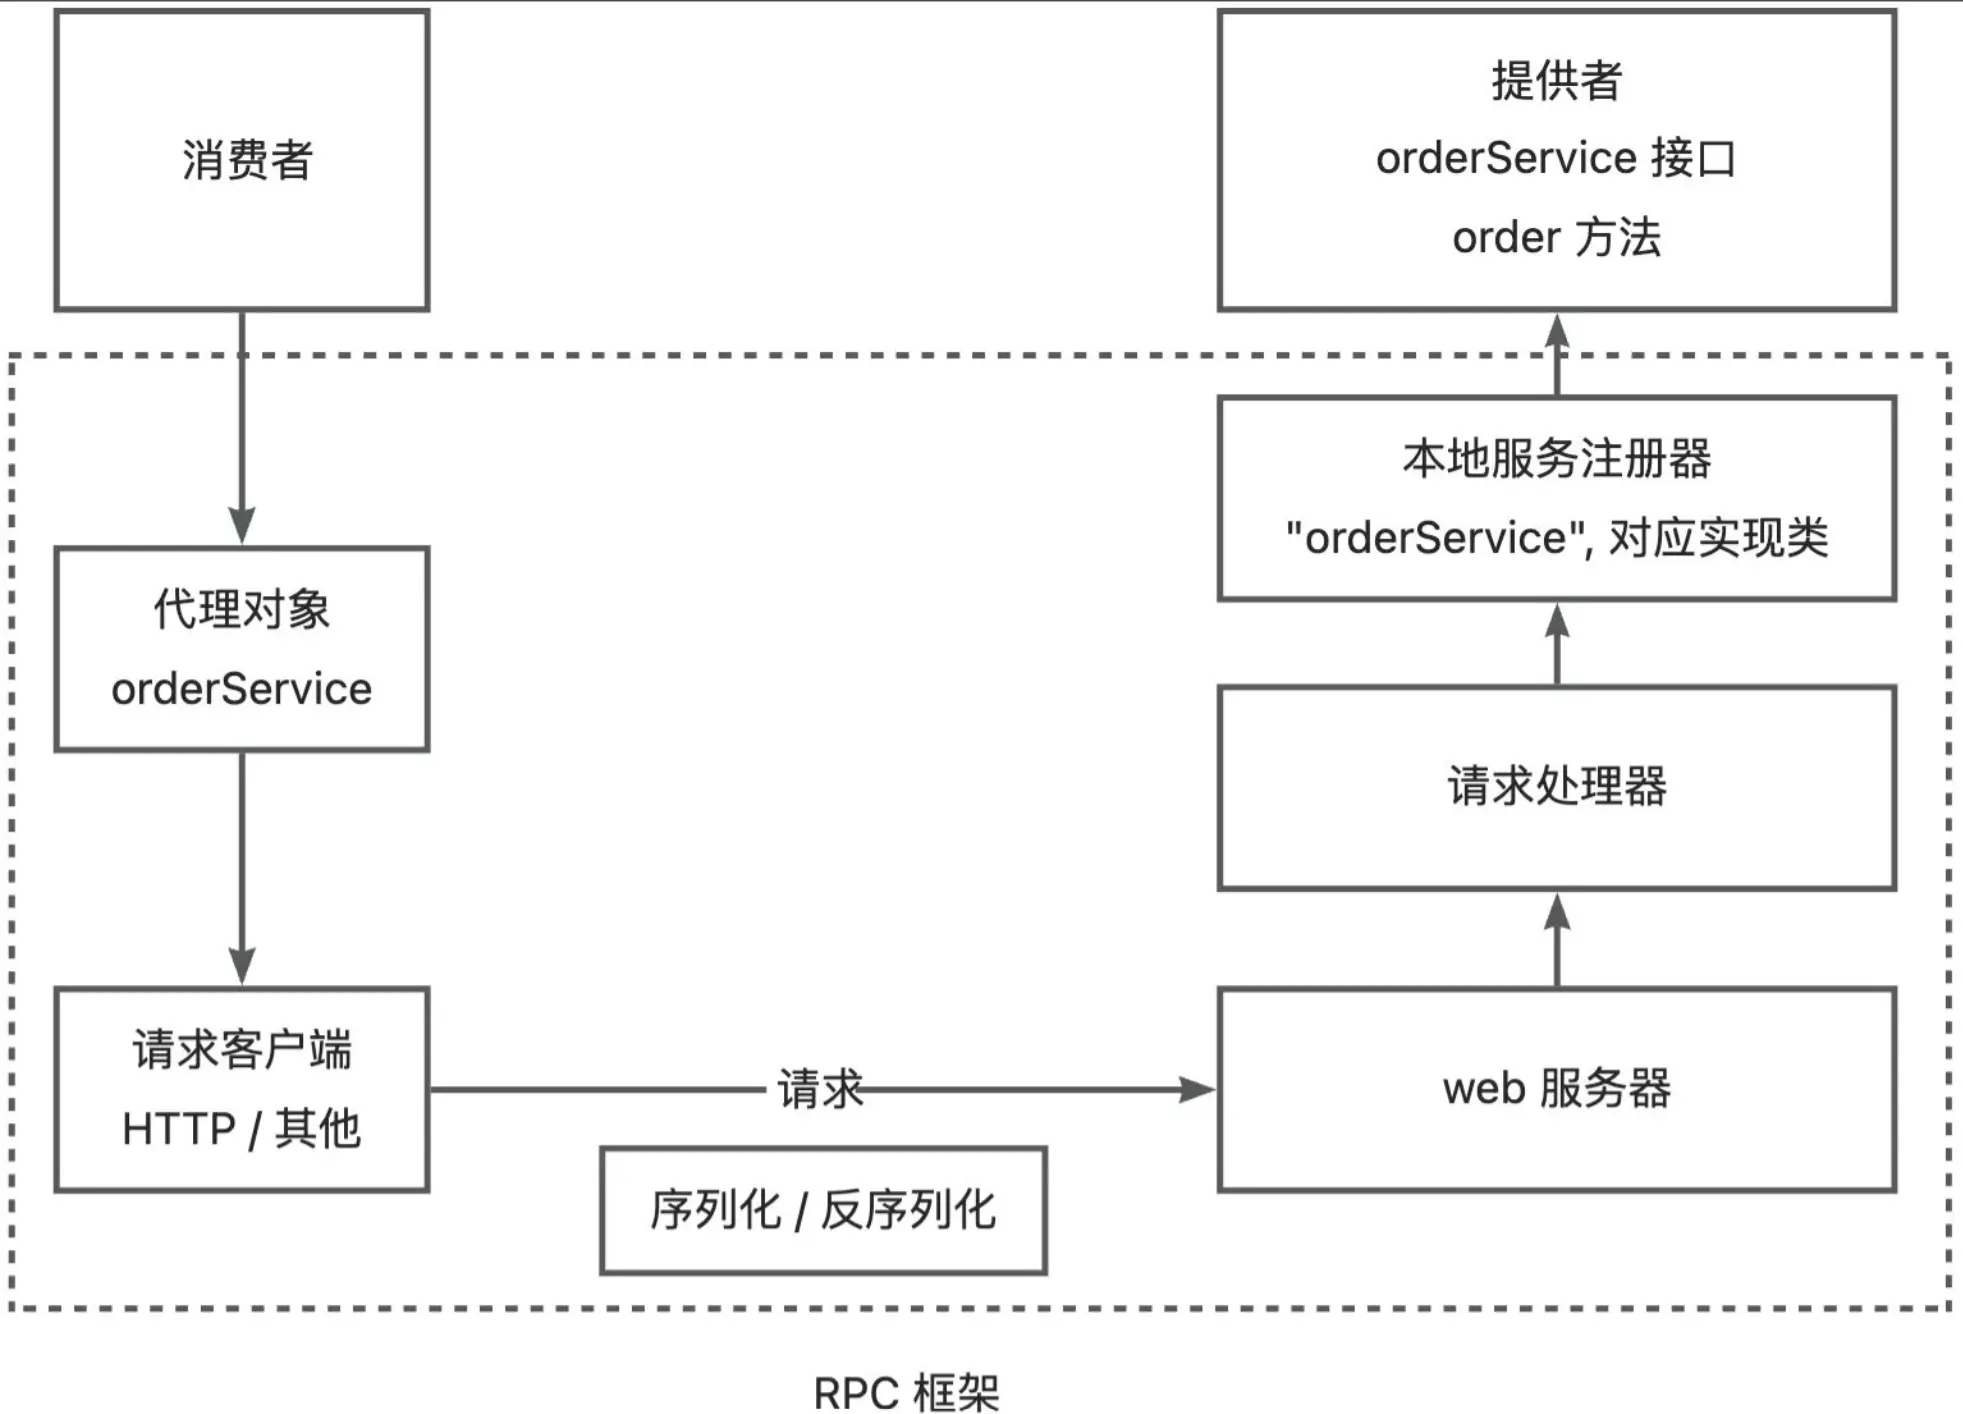 消费者
提供者
orderService 接口
order 方法
代理对象
orderService
本地服务注册器
"orderService", 对应实现类
请求处理器
请求客户端
HTTP / 其他
请求
web 服务器
序列化 / 反序列化
RPC 框架